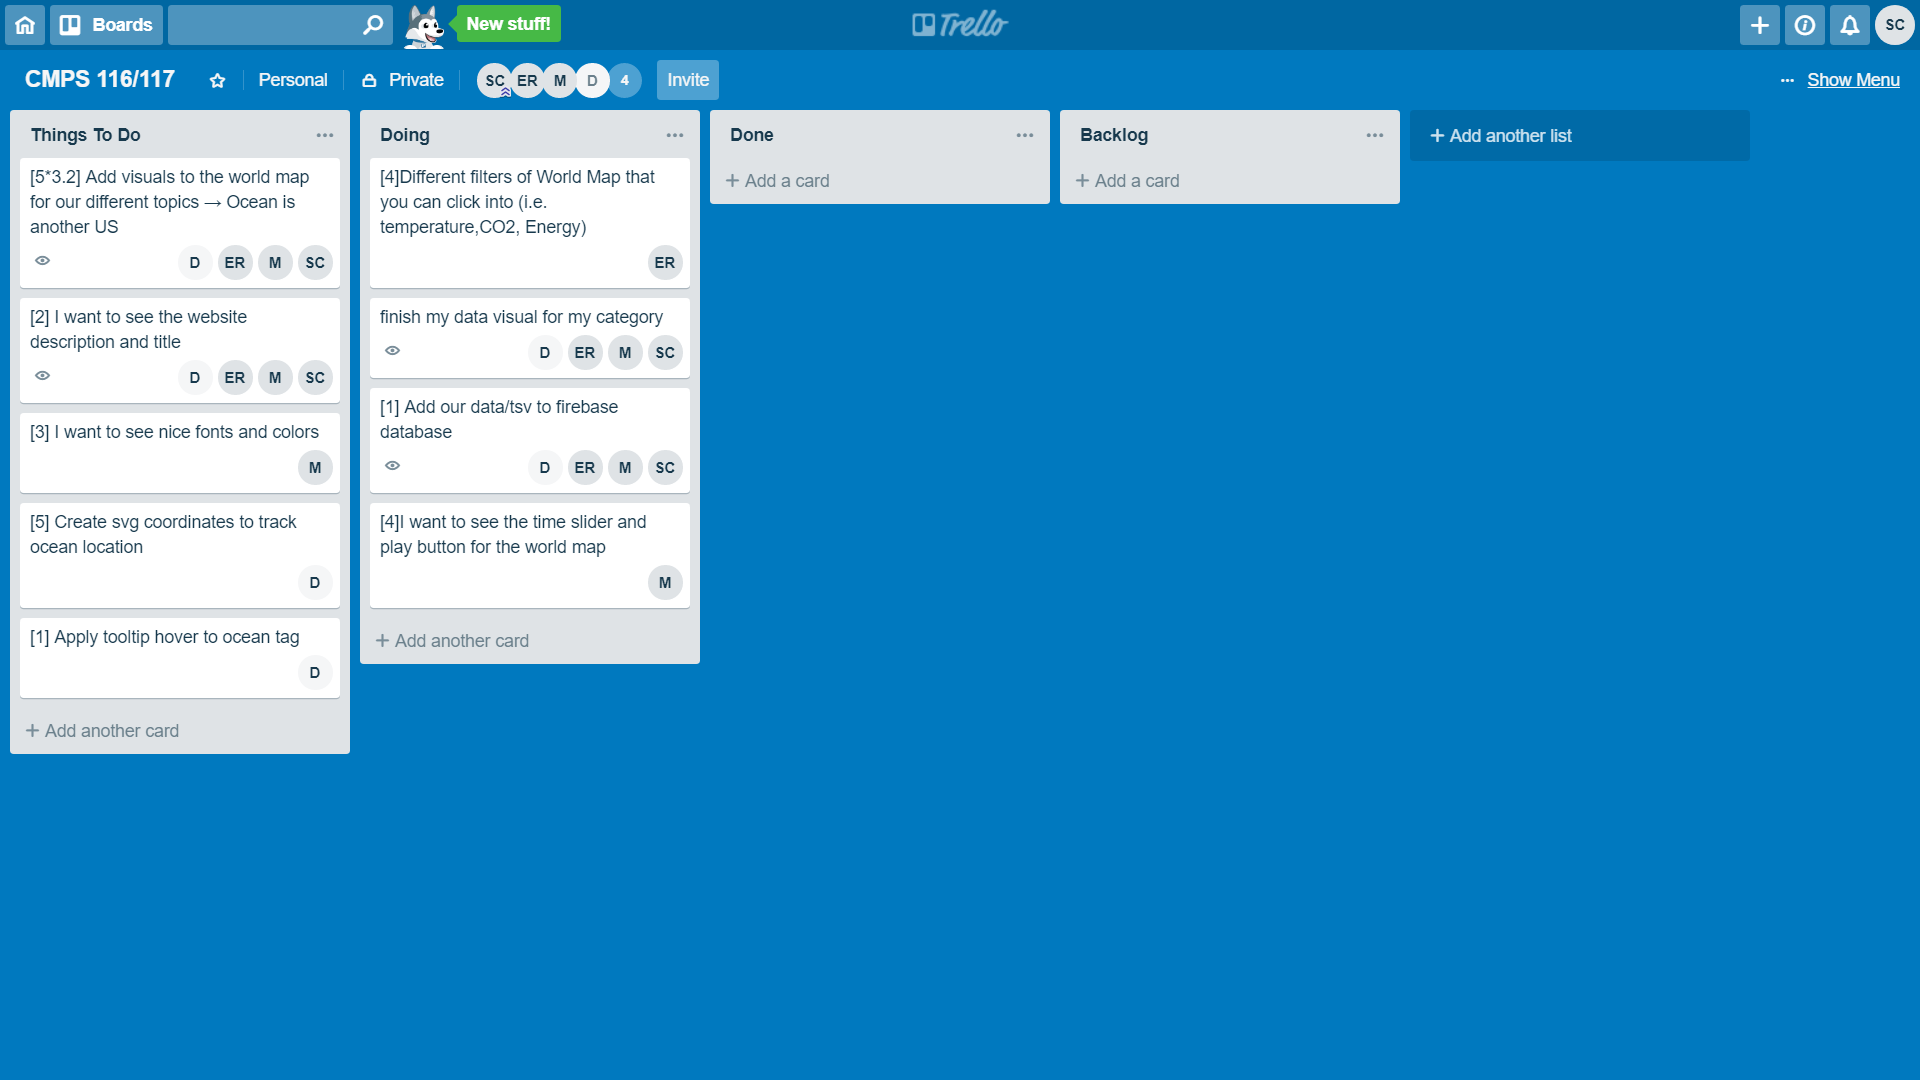 Boards
New stuff!
Trello
SC
CMPS 116/117
Personal
Private
SC ER M D 4
Invite
Show Menu
Things To Do
[5*3.2] Add visuals to the world map
for our different topics → Ocean is
another US
D ER M SC
[2] I want to see the website
description and title
D ER M SC
[3] I want to see nice fonts and colors
M
[5] Create svg coordinates to track
ocean location
D
[1] Apply tooltip hover to ocean tag
D
+ Add another card
Doing
[4]Different filters of World Map that
you can click into (i.e.
temperature,CO2, Energy)
ER
finish my data visual for my category
D ER M SC
[1] Add our data/tsv to firebase
database
D ER M SC
[4]I want to see the time slider and
play button for the world map
M
+ Add another card
Done
+ Add a card
Backlog
+ Add a card
+ Add another list